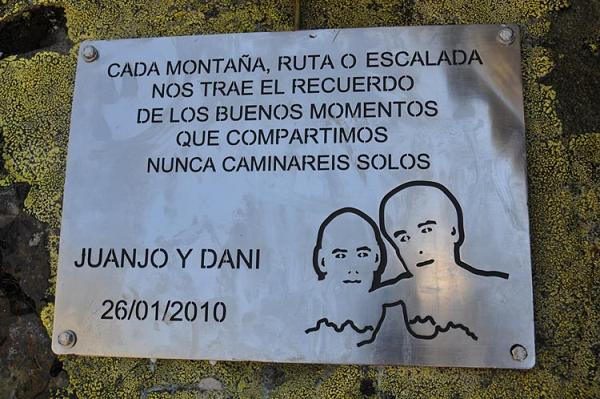 CADA MONTAÑA, RUTA O ESCALADA
NOS TRAE EL RECUERDO
DE LOS BUENOS MOMENTOS
QUE COMPARTIMOS
NUNCA CAMINAREIS SOLOS
JUANJO Y DANI
26/01/2010